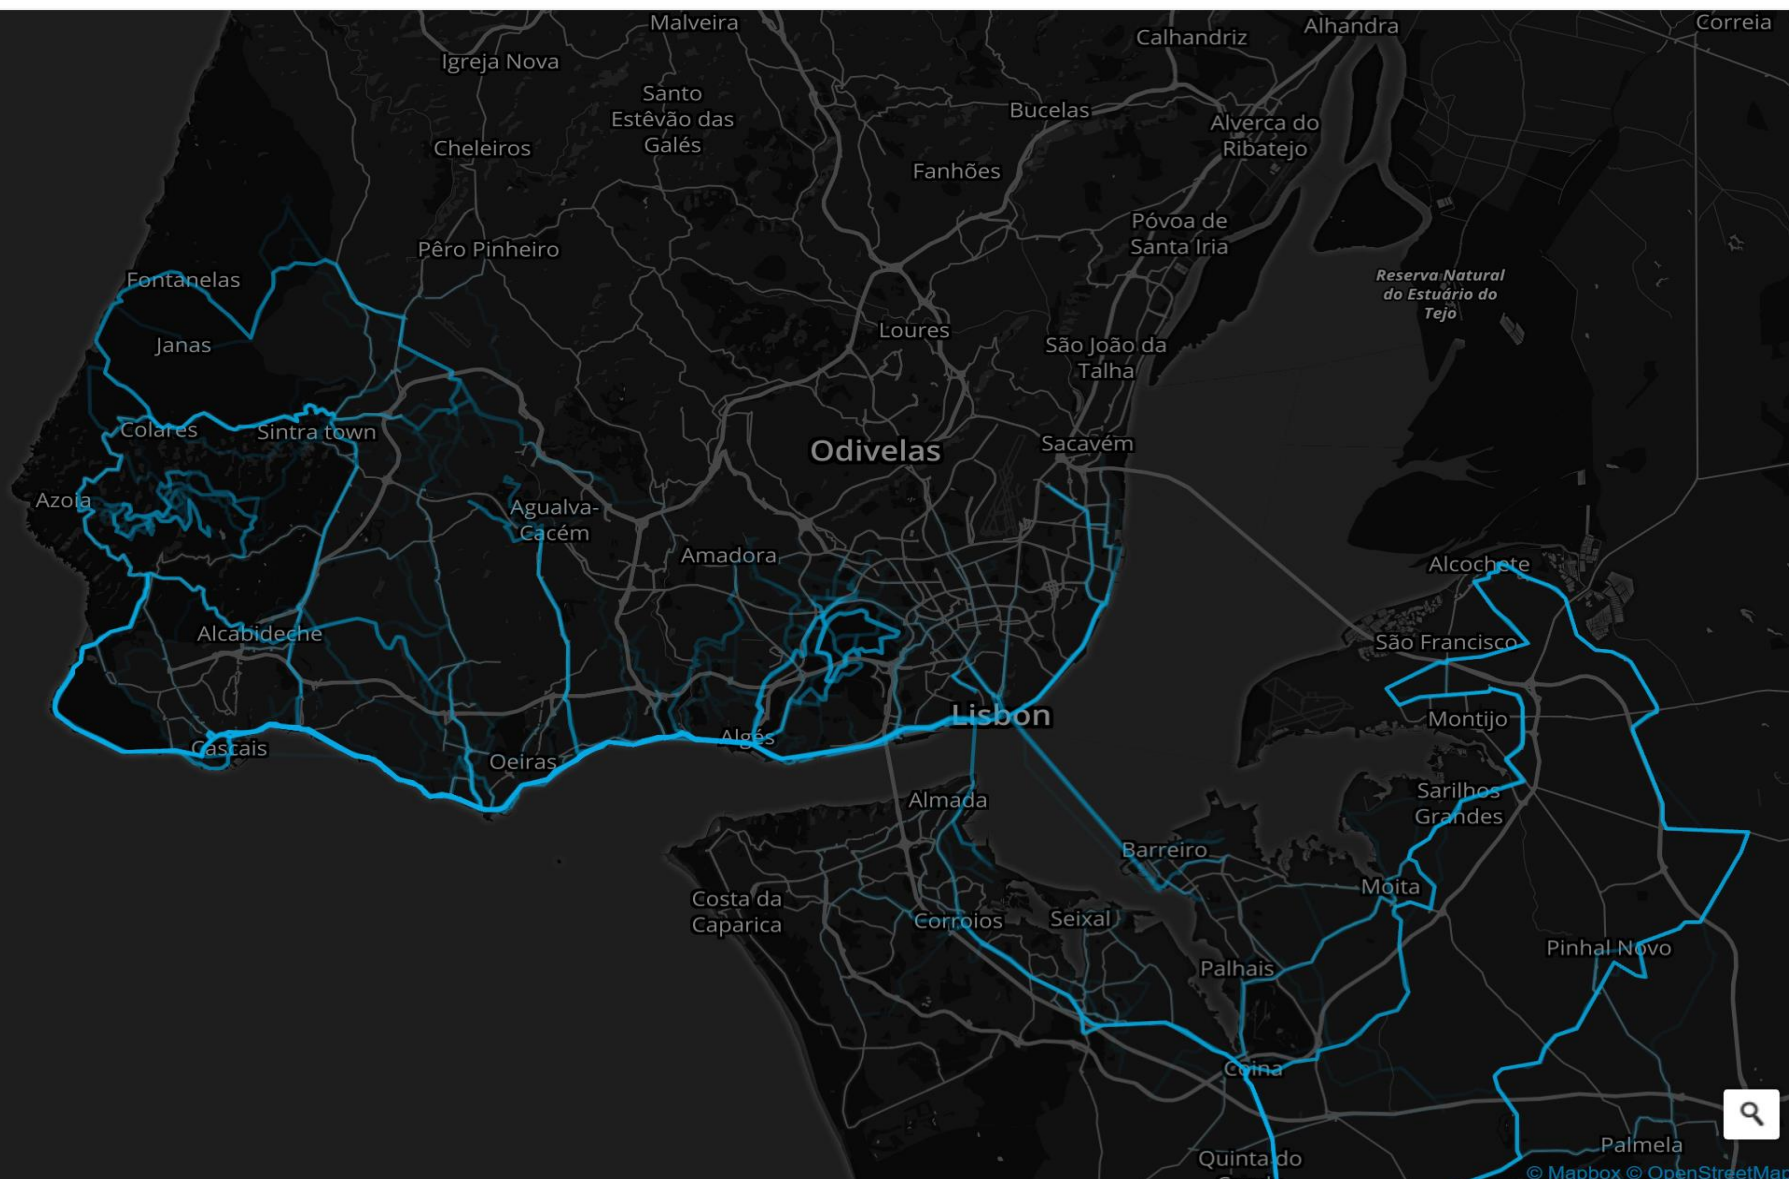 Malveira
Alhandra
Correia
Calhandriz
Igreja Nova
Santo
Estêvão das
Galés
Bucelas
Alverca do
Ribatejo
Cheleiros
Fanhões
Póvoa de
Santa Iria
Pêro Pinheiro
Fontanelas
Reserva Natural
do Estuário do
Tejo
Loures
Janas
São João da
Talha
Colares
Sintra town
Odivelas
Sacavém
Azoia
Agualva-
Cacém
Amadora
Alcochete
Alcabideche
São Francisco
Lisbon
Montijo
Algés
Cascais
Oeiras
Almada
Sarilhos
Grandes
Barreiro
Moita
Costa da
Caparica
Corroios
Seixal
Pinhal Novo
Palhais
Coina
Palmela
Quinta do
© Mapbox © OpenStreetMap